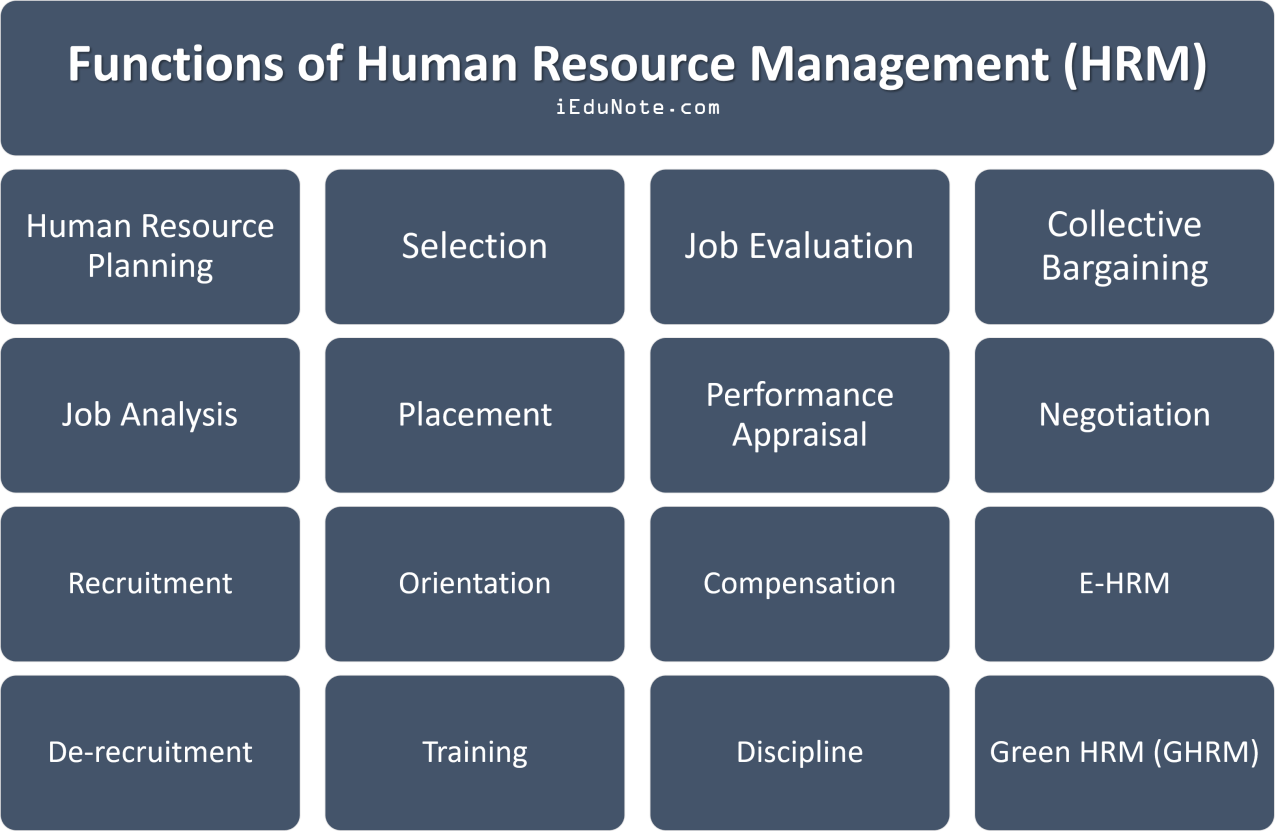 Functions of Human Resource Management (HRM)
iEduNote.com
Human Resource
Planning
Selection
Job Evaluation
Collective
Bargaining
Job Analysis
Placement
Performance
Appraisal
Negotiation
Recruitment
Orientation
Compensation
E-HRM
De-recruitment
Training
Discipline
Green HRM (GHRM)